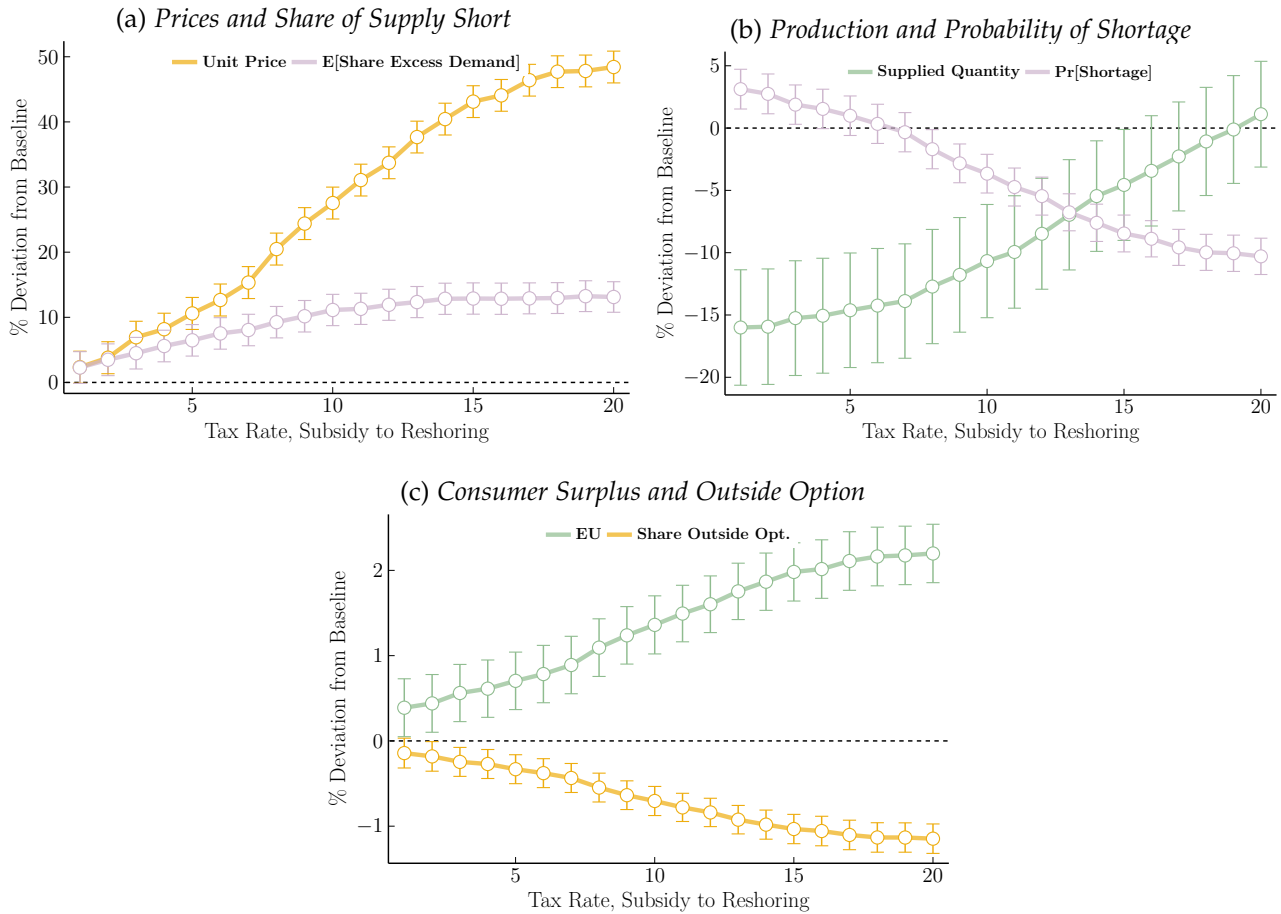 (a) Prices and Share of Supply Short
Unit Price E[Share Excess Demand]
% Deviation from Baseline
50
40
30
20
10
0
5 10 15 20
Tax Rate, Subsidy to Reshoring
(b) Production and Probability of Shortage
Supplied Quantity Pr[Shortage]
% Deviation from Baseline
5
0
−5
−10
−15
−20
5 10 15 20
Tax Rate, Subsidy to Reshoring
(c) Consumer Surplus and Outside Option
EU Share Outside Opt.
% Deviation from Baseline
2
1
0
−1
5 10 15 20
Tax Rate, Subsidy to Reshoring